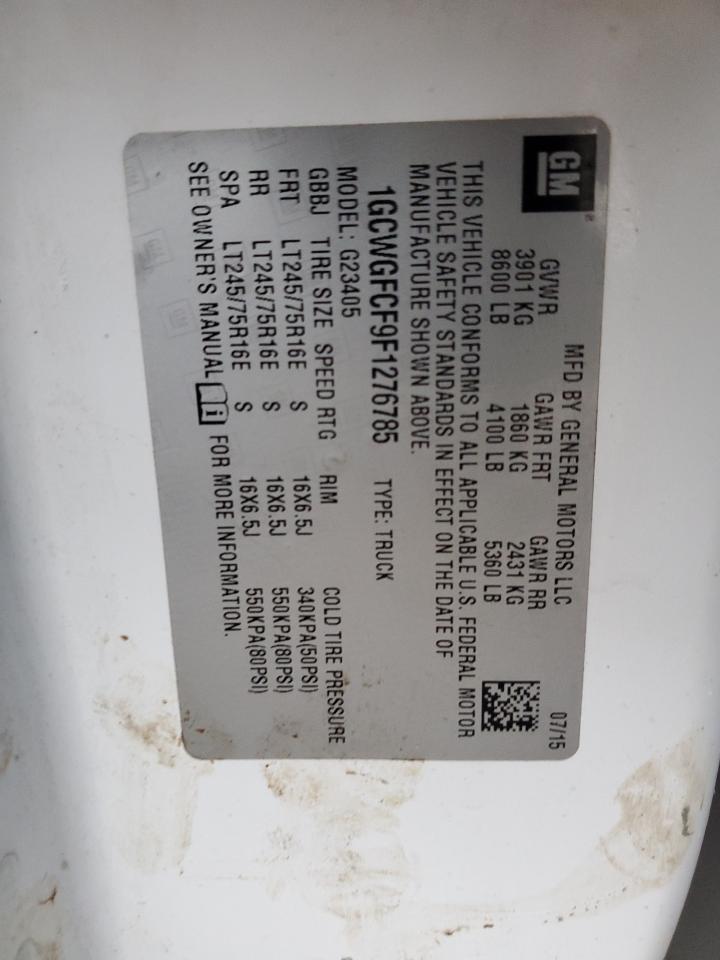 GM
MFD BY GENERAL MOTORS LLC 07/15
GVWR GAWR FRT GAWR RR
3901 KG 1860 KG 2431 KG
8600 LB 4100 LB 5360 LB
THIS VEHICLE CONFORMS TO ALL APPLICABLE U.S. FEDERAL MOTOR
VEHICLE SAFETY STANDARDS IN EFFECT ON THE DATE OF
MANUFACTURE SHOWN ABOVE.
1GCWGFCF9F1276785 TYPE: TRUCK
MODEL: G23405
GBBJ TIRE SIZE SPEED RTG RIM COLD TIRE PRESSURE
FRT LT245/75R16E S 16X6.5J 340KPA(50PSI)
RR LT245/75R16E S 16X6.5J 550KPA(80PSI)
SPA LT245/75R16E S 16X6.5J 550KPA(80PSI)
SEE OWNER'S MANUAL i FOR MORE INFORMATION.